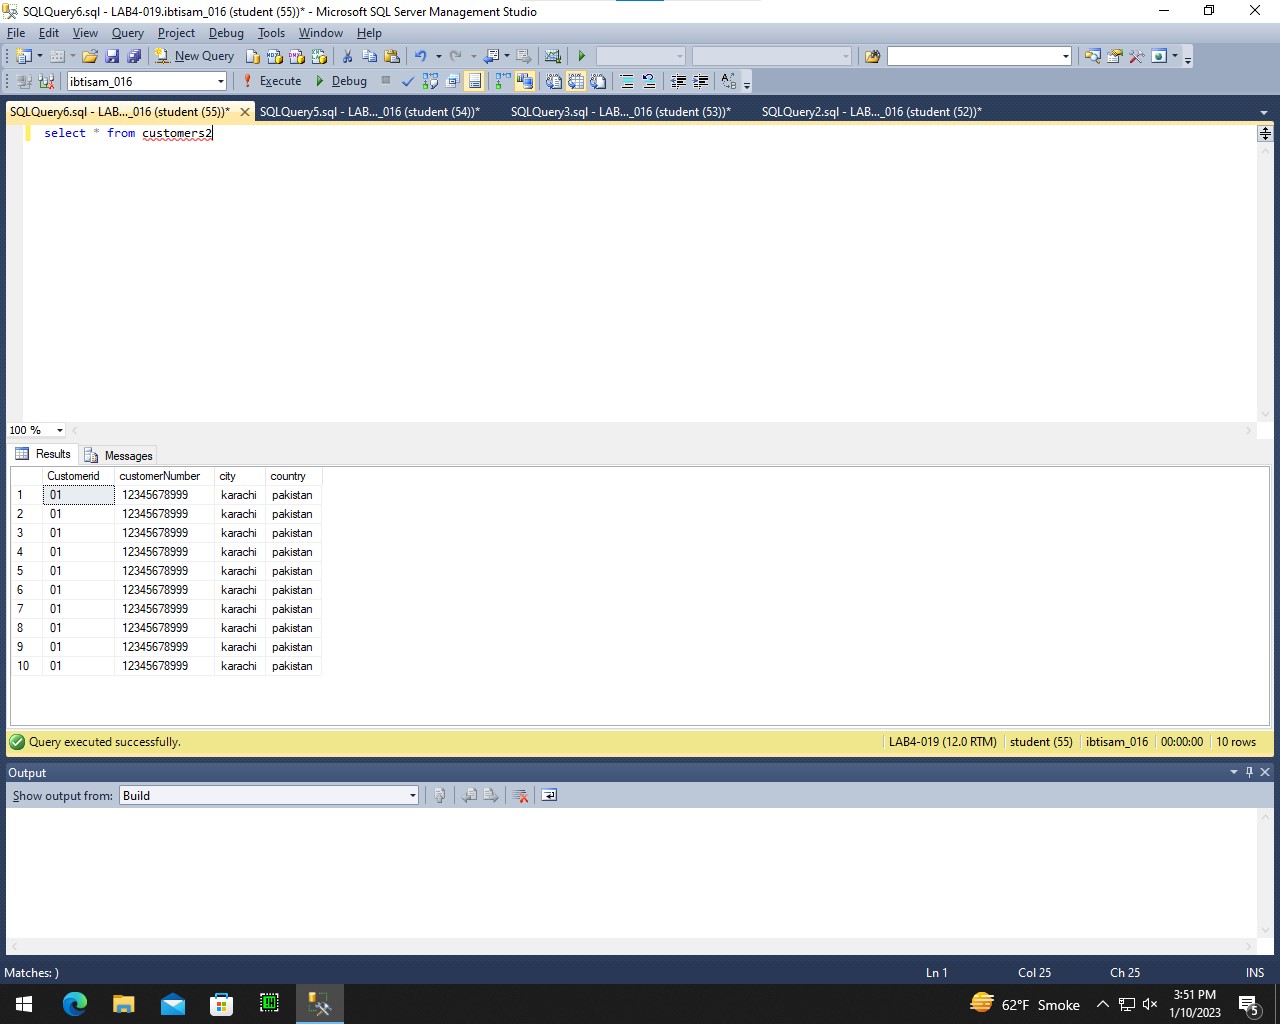 SQLQuery6.sql - LAB4-019.ibtisam_016 (student (55))* - Microsoft SQL Server Management Studio
File Edit View Query Project Debug Tools Window Help
New Query
ibtisam_016 Execute Debug
SQLQuery6.sql - LAB..._016 (student (55))* SQLQuery5.sql - LAB..._016 (student (54))* SQLQuery3.sql - LAB..._016 (student (53))* SQLQuery2.sql - LAB..._016 (student (52))*
select * from customers2
100 %
Results Messages
Customerid customerNumber city country
1 01 12345678999 karachi pakistan
2 01 12345678999 karachi pakistan
3 01 12345678999 karachi pakistan
4 01 12345678999 karachi pakistan
5 01 12345678999 karachi pakistan
6 01 12345678999 karachi pakistan
7 01 12345678999 karachi pakistan
8 01 12345678999 karachi pakistan
9 01 12345678999 karachi pakistan
10 01 12345678999 karachi pakistan
Query executed successfully. LAB4-019 (12.0 RTM) student (55) ibtisam_016 00:00:00 10 rows
Output
Show output from: Build
Matches: ) Ln 1 Col 25 Ch 25 INS
62°F Smoke 3:51 PM
1/10/2023 5